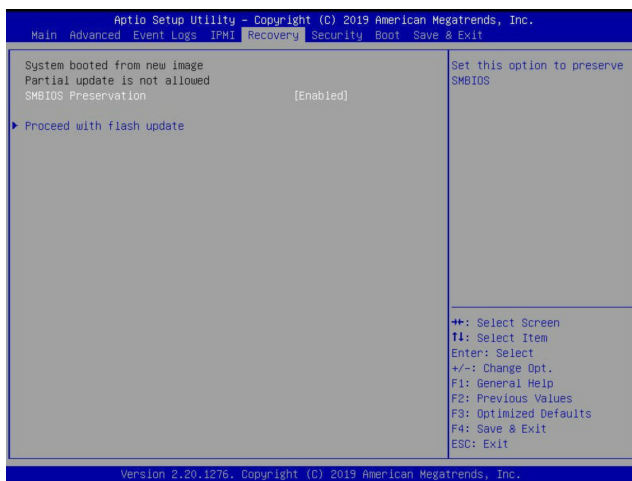 Aptio Setup Utility – Copyright (C) 2019 American Megatrends, Inc.
Main Advanced Event Logs IPMI Recovery Security Boot Save & Exit
System booted from new image
Partial update is not allowed
SMBIOS Preservation [Enabled]
Proceed with flash update
Set this option to preserve
SMBIOS
→←: Select Screen
↑↓: Select Item
Enter: Select
+/-: Change Opt.
F1: General Help
F2: Previous Values
F3: Optimized Defaults
F4: Save & Exit
ESC: Exit
Version 2.20.1276. Copyright (C) 2019 American Megatrends, Inc.